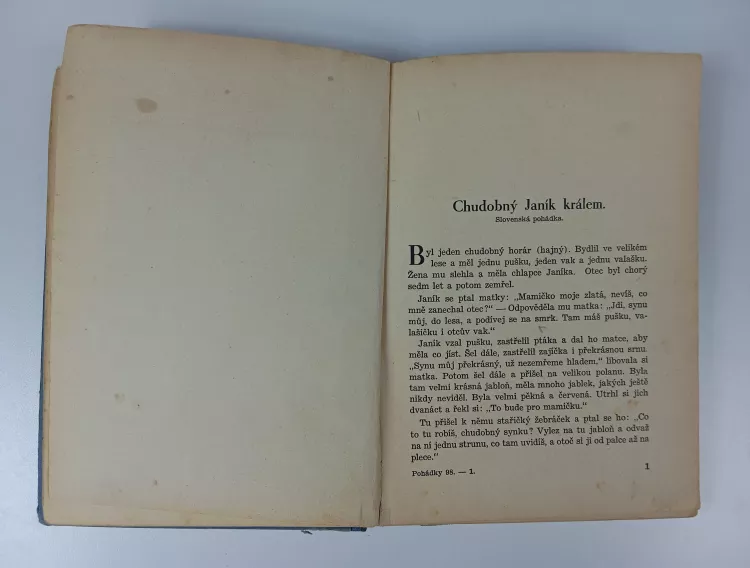 Chudobný Janík králem.
Slovenská pohádka.
Byl jeden chudobný horár (hajný). Bydlil ve velikém
lese a měl jednu pušku, jeden vak a jednu valašku.
Žena mu slehla a měla chlapce Janíka. Otec byl chorý
sedm let a potom zemřel.
Janík se ptal matky: „Mamičko moje zlatá, nevíš, co
mně zanechal otec?“ — Odpověděla mu matka: „Jdi, synu
můj, do lesa, a podívej se na smrk. Tam máš pušku, va-
lašičku i otcův vak.“
Janík vzal pušku, zastřelil ptáka a dal ho matce, aby
měla co jíst. Šel dále, zastřelil zajíčka i překrásnou srnu.
„Synu můj překrásný, už nezemřeme hladem,“ libovala si
matka. Potom šel dále a přišel na velikou polanu. Byla
tam velmi krásná jabloň, měla mnoho jablek, jakých ještě
nikdy neviděl. Byla velmi pěkná a červená. Utrhl si jich
dvanáct a řekl si: „To bude pro mamičku.“
Tu přišel k němu stařičký žebráček a ptal se ho: „Co
to tu robíš, chudobný synku? Vylez na tu jabloň a odvaž
na ni jednu strunu, co tam uvidíš, a otoč si ji od palce až na
plece.“
Pohádky 98. — 1.
1